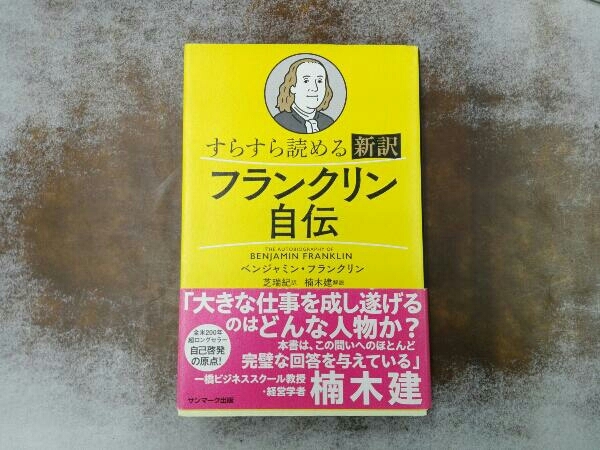 すらすら読める 新訳
フランクリン
自伝
THE AUTOBIOGRAPHY OF
BENJAMIN FRANKLIN
ベンジャミン・フランクリン
芝瑞紀 訳 楠木建 解説
「大きな仕事を成し遂げる
のはどんな人物か?
本書は、この問いへのほとんど
完璧な回答を与えている」
一橋ビジネススクール教授
・経営学者
楠木建
全米200年
超ロングセラー
自己啓発
の原点!
サンマーク出版